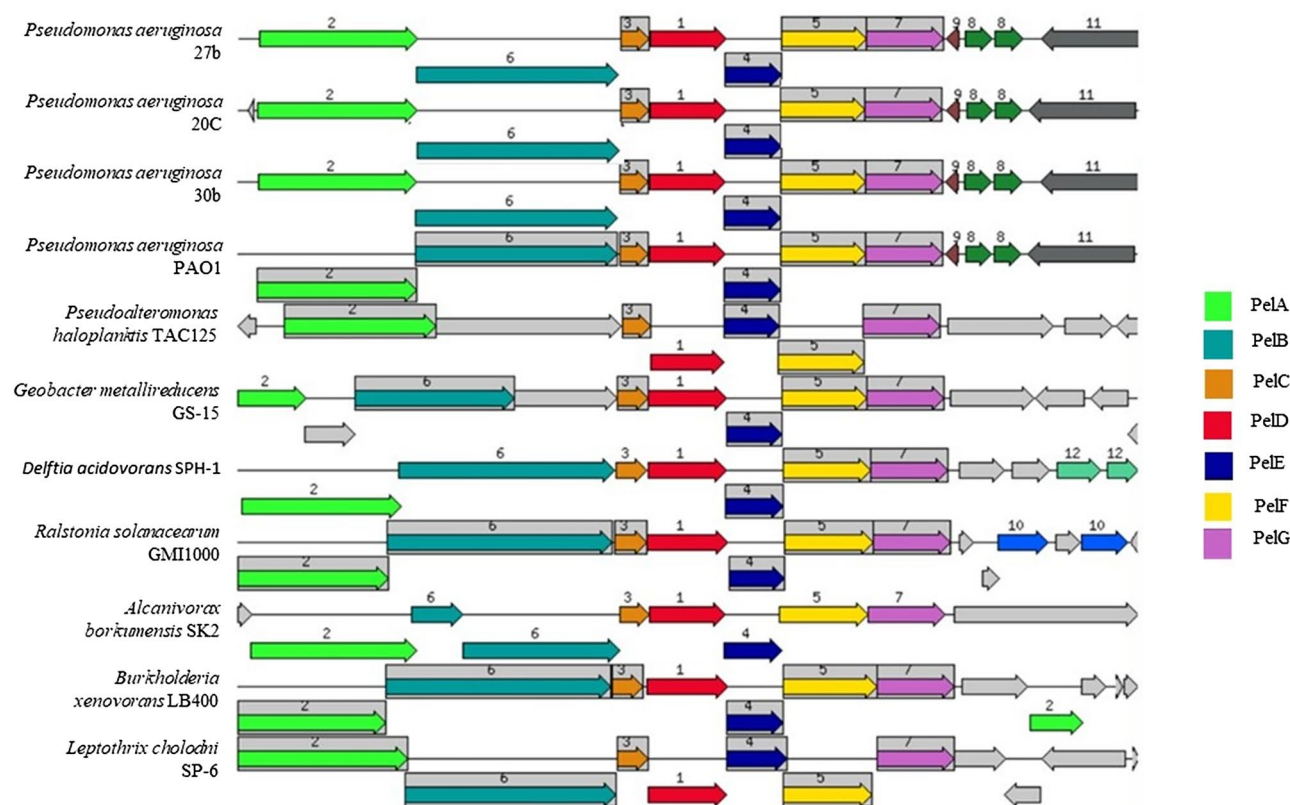 2 3 1 5 7 9 8 8 11
Pseudomonas aeruginosa
27b
6 4
2 3 1 5 7 9 8 8 11
Pseudomonas aeruginosa
20C
6 4
2 3 1 5 7 9 8 8 11
Pseudomonas aeruginosa
30b
6 4
6 3 1 5 7 9 8 8 11
Pseudomonas aeruginosa
PAO1
2 4
2 3 4 7
Pseudoalteromonas
haloplanktis TAC125
1 5
2 6 3 1 5 7
Geobacter metallireducens
GS-15
4
6 3 1 5 7 12 12
Delftia acidovorans SPH-1
2 4
6 3 1 5 7 10 10
Ralstonia solanacearum
GMI1000
2 4
6 3 1 5 7
Alcanivorax
borkumensis SK2
2 6 4
6 3 1 5 7
Burkholderia
xenovorans LB400
2 4 2
2 3 4 7
Leptothrix cholodni
SP-6
6 1 5
PelA
PelB
PelC
PelD
PelE
PelF
PelG